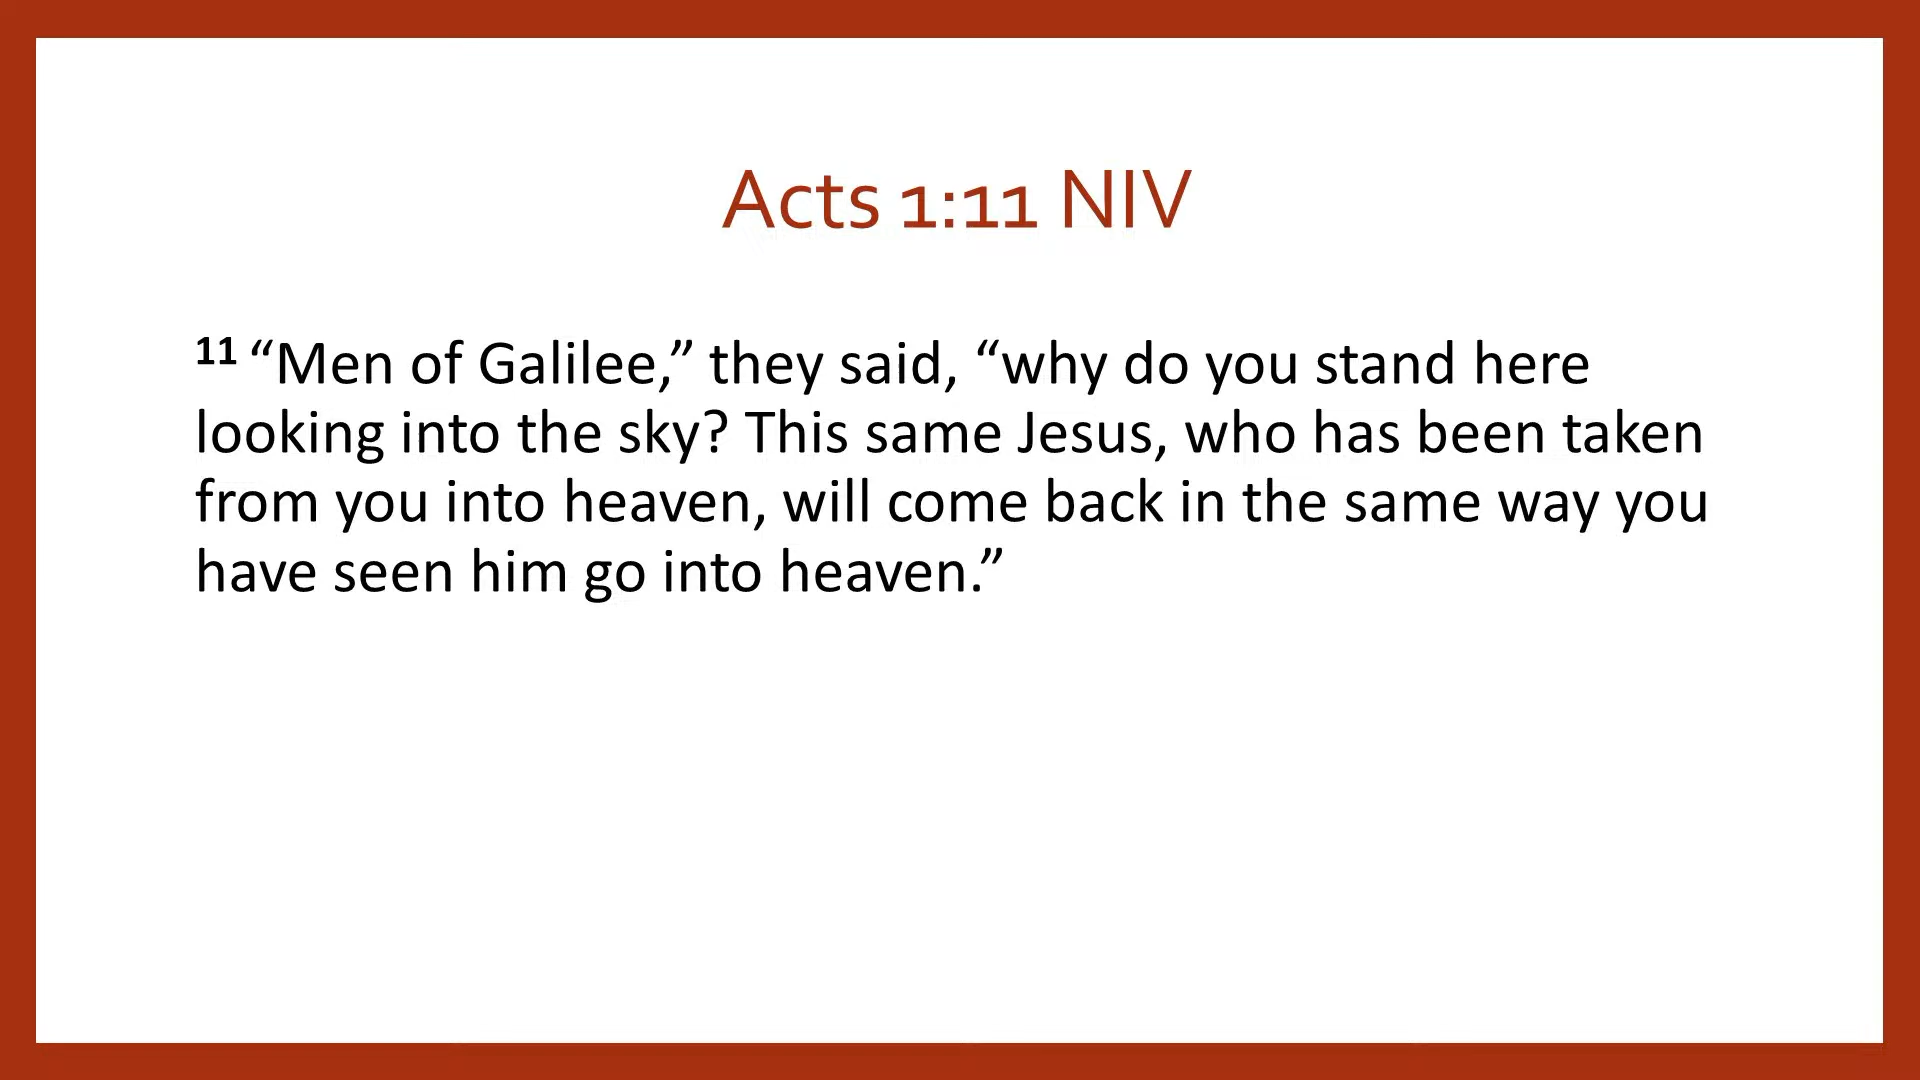 Acts 1:11 NIV
11 “Men of Galilee,” they said, “why do you stand here
looking into the sky? This same Jesus, who has been taken
from you into heaven, will come back in the same way you
have seen him go into heaven.”